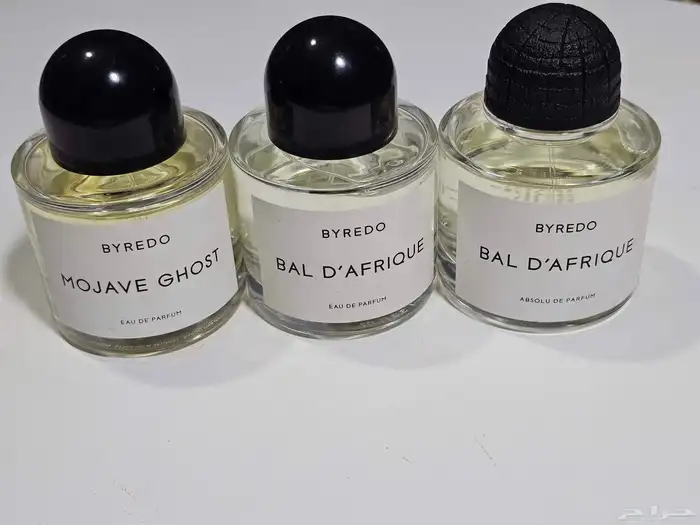 BYREDO
MOJAVE GHOST
EAU DE PARFUM
BYREDO
BAL D'AFRIQUE
EAU DE PARFUM
BYREDO
BAL D'AFRIQUE
ABSOLU DE PARFUM
حراج